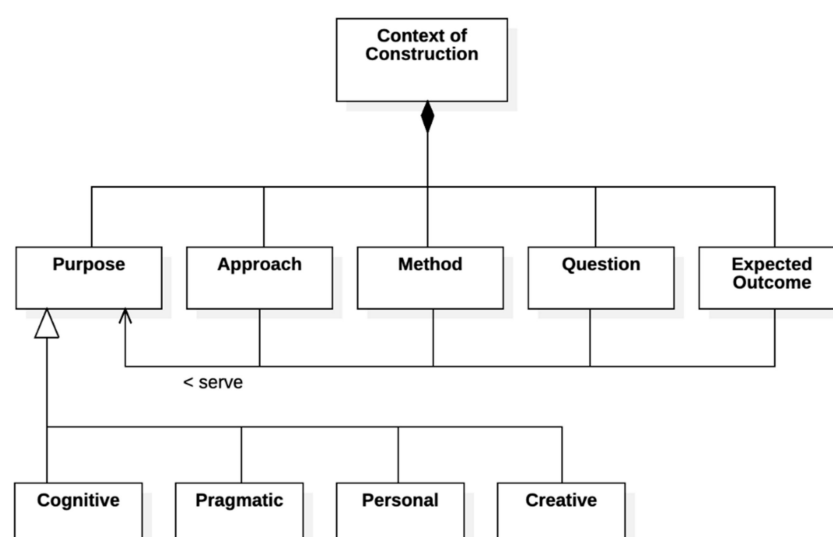 Context of
Construction
Purpose
Approach
Method
Question
Expected
Outcome
< serve
Cognitive
Pragmatic
Personal
Creative